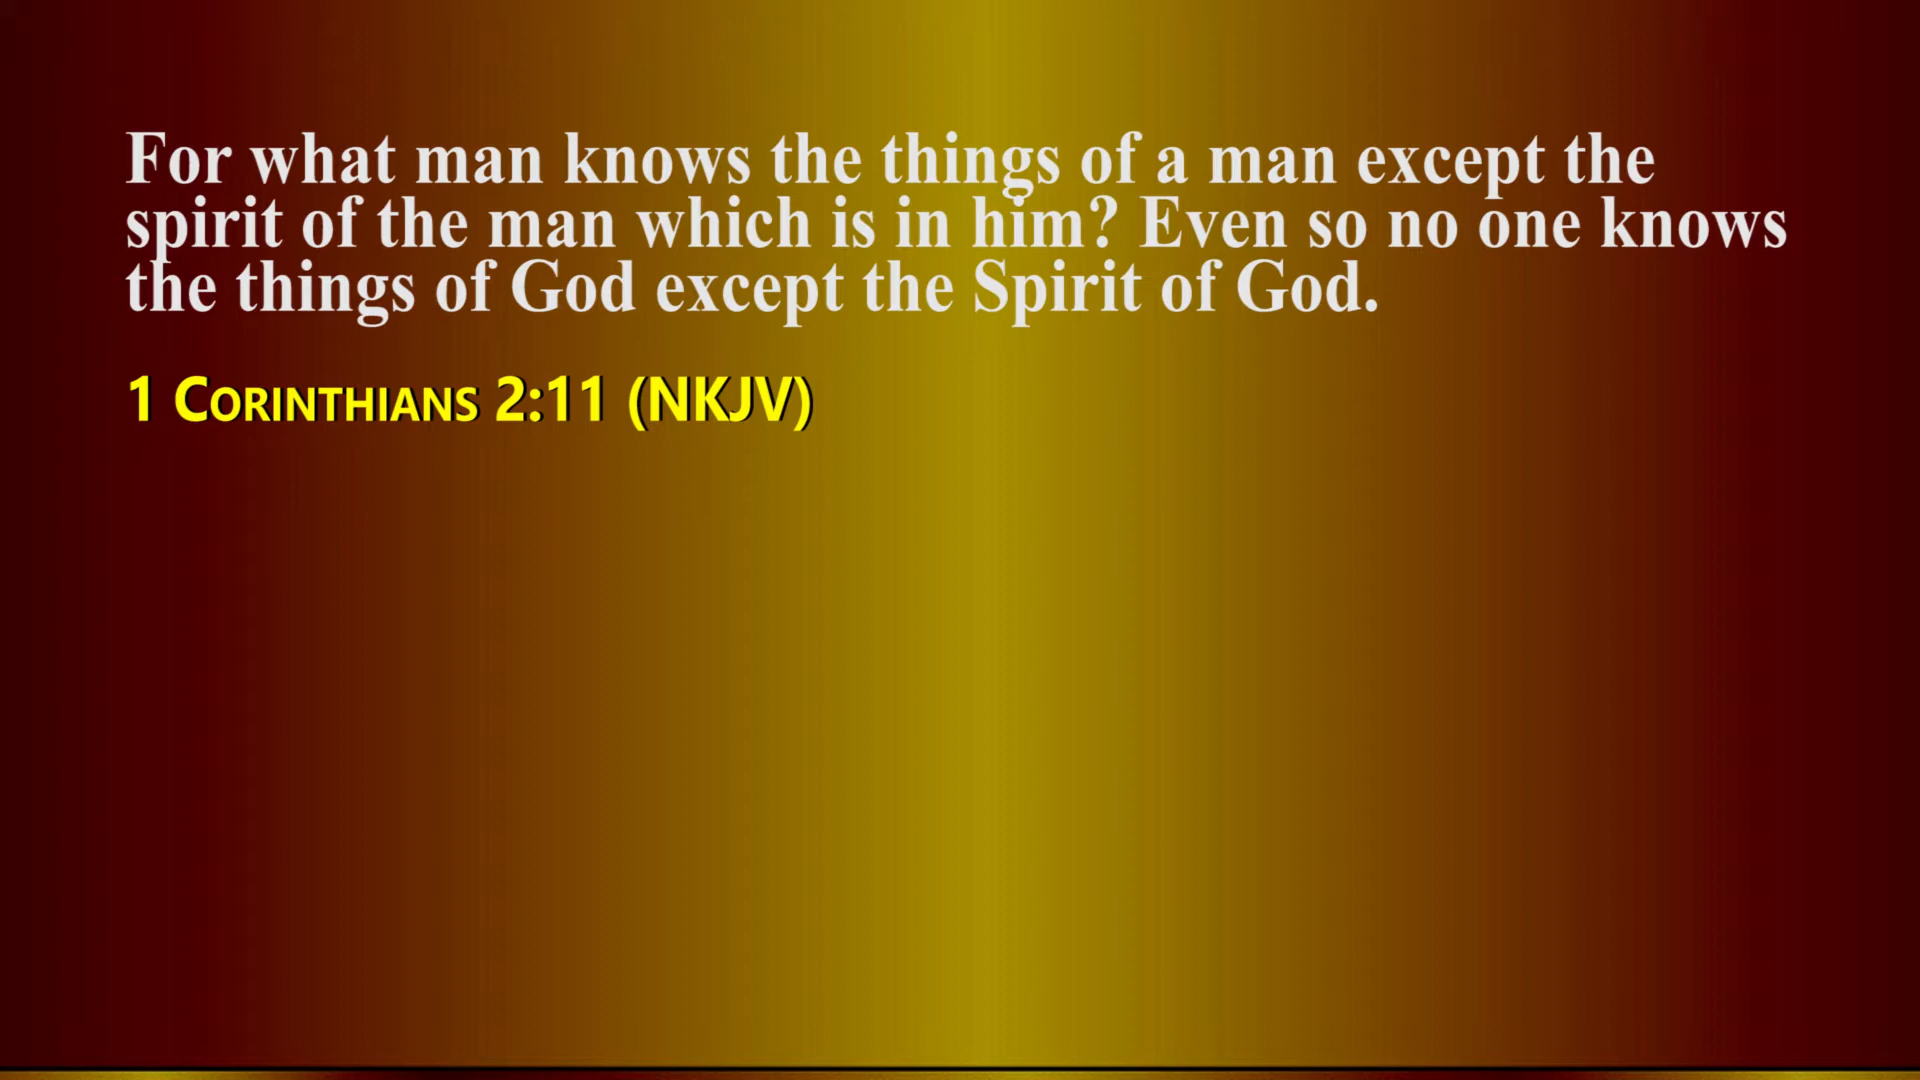 For what man knows the things of a man except the
spirit of the man which is in him? Even so no one knows
the things of God except the Spirit of God.
1 Corinthians 2:11 (NKJV)